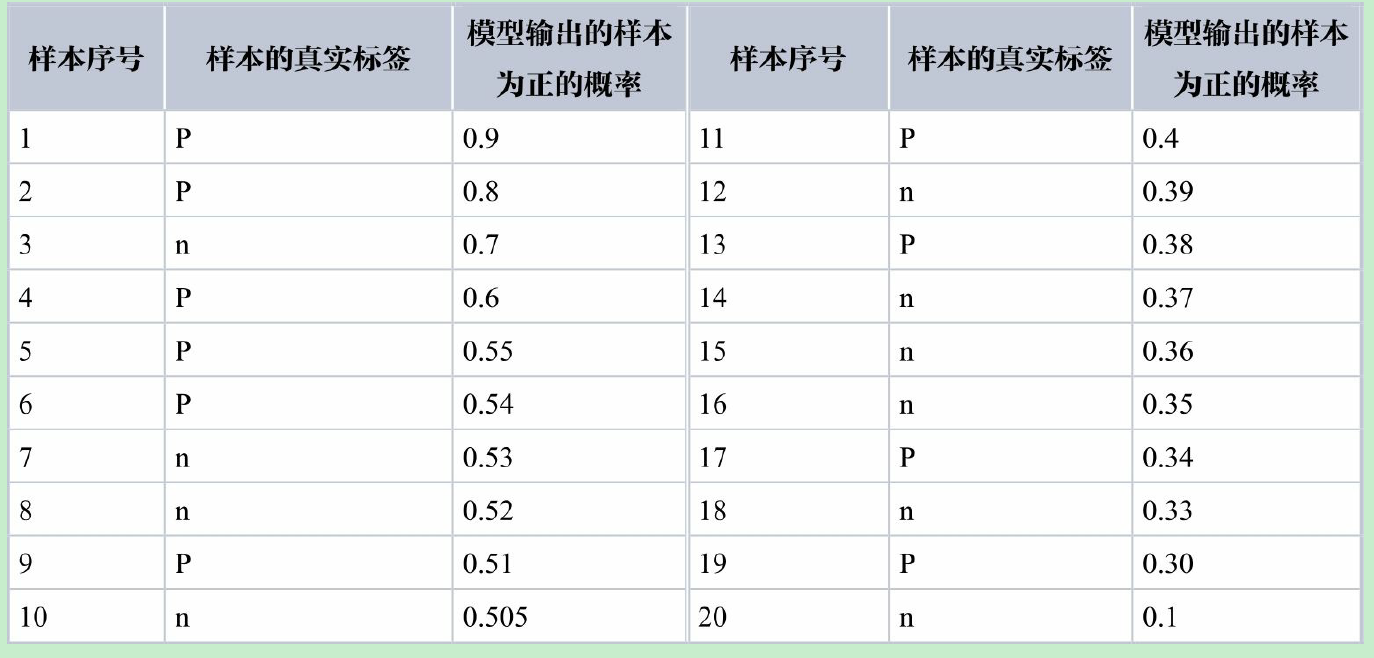 样本序号 样本的真实标签 模型输出的样本为正的概率 样本序号 样本的真实标签 模型输出的样本为正的概率
1 P 0.9 11 P 0.4
2 P 0.8 12 n 0.39
3 n 0.7 13 P 0.38
4 P 0.6 14 n 0.37
5 P 0.55 15 n 0.36
6 P 0.54 16 n 0.35
7 n 0.53 17 P 0.34
8 n 0.52 18 n 0.33
9 P 0.51 19 P 0.30
10 n 0.505 20 n 0.1